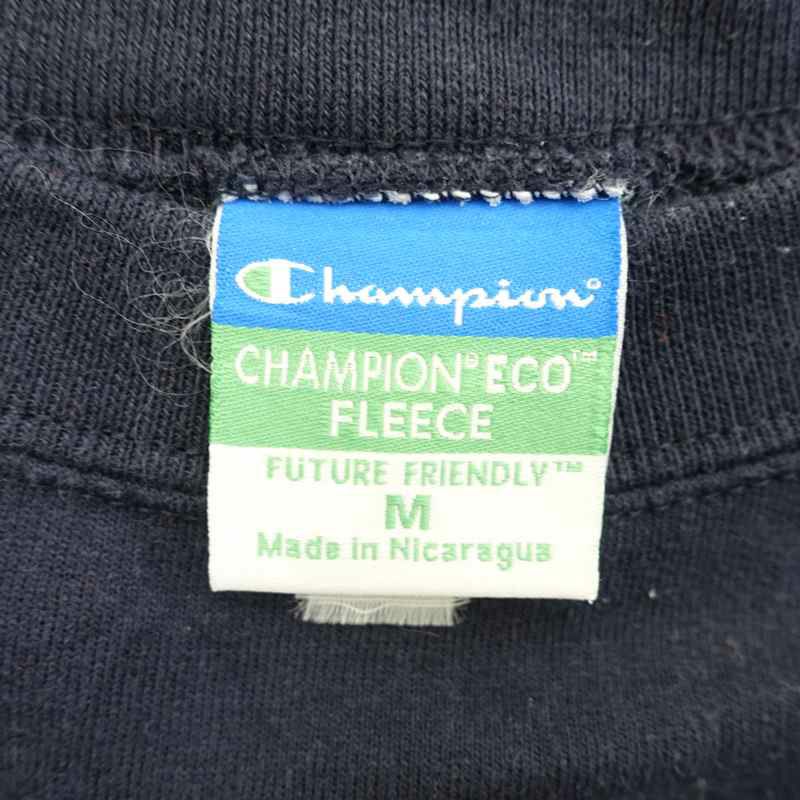 Champion®
CHAMPION® ECO™
FLEECE
FUTURE FRIENDLY™
M
Made in Nicaragua